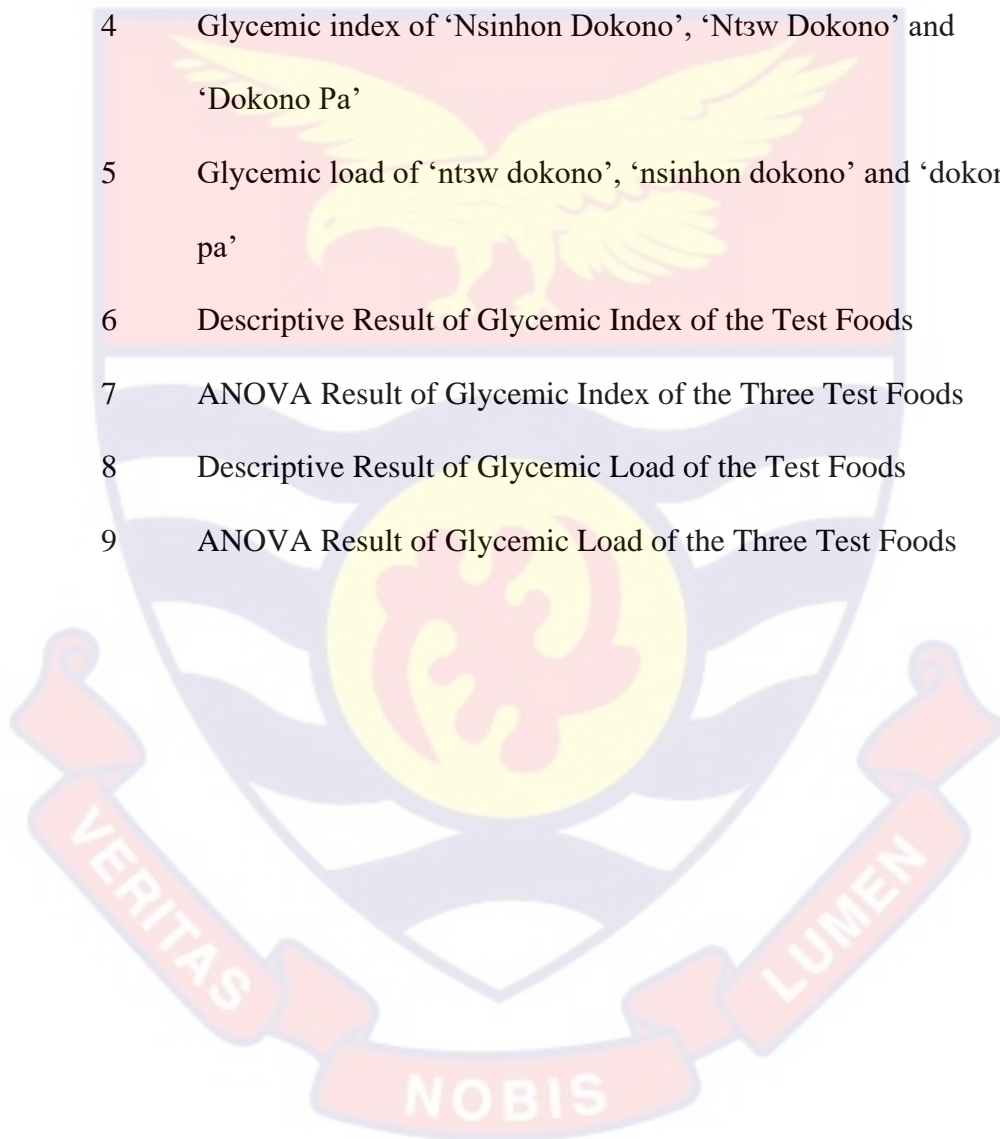 4 Glycemic index of ‘Nsinhon Dokono’, ‘Ntɜw Dokono’ and
‘Dokono Pa’
5 Glycemic load of ‘ntɜw dokono’, ‘nsinhon dokono’ and
pa’
6 Descriptive Result of Glycemic Index of the Test Foods
7 ANOVA Result of Glycemic Index of the Three Test Foods
8 Descriptive Result of Glycemic Load of the Test Foods
9 ANOVA Result of Glycemic Load of the Three Test Foods
VERITAS
NOBIS
LUMEN